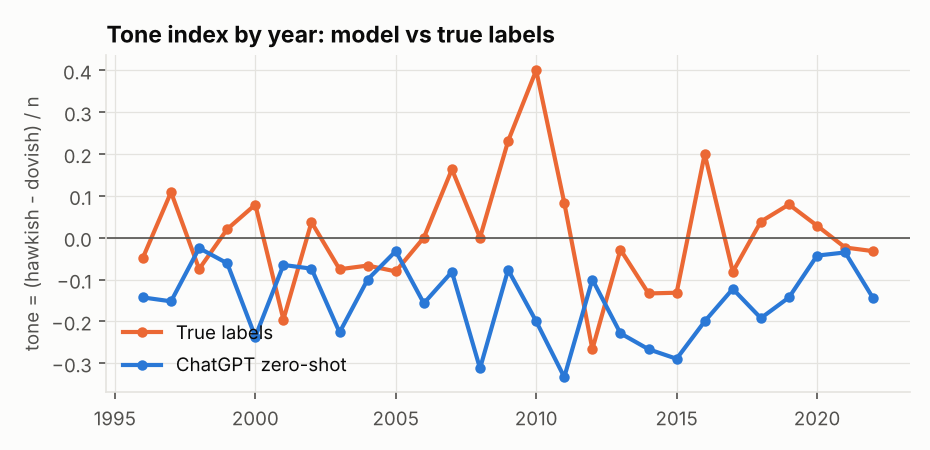 Tone index by year: model vs true labels
tone = (hawkish - dovish) / n
0.4
0.3
0.2
0.1
0.0
−0.1
−0.2
−0.3
True labels
ChatGPT zero-shot
1995 2000 2005 2010 2015 2020